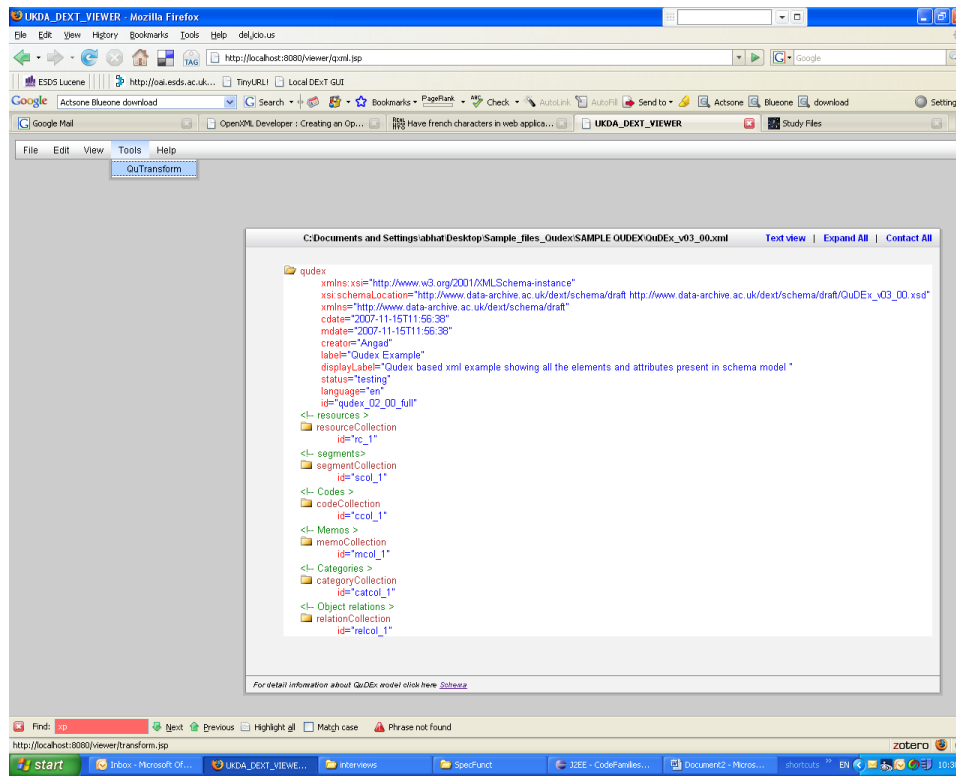 UKDA_DEXT_VIEWER - Mozilla Firefox
File Edit View History Bookmarks Tools Help del.icio.us
TAG http://localhost:8080/viewer/qxml.jsp G Google
ESDS Lucene http://oai.esds.ac.uk... TinyURL! Local DExT GUI
Google Actsone Blueone download G Search Bookmarks PageRank Check AutoLink AutoFill Send to Actsone Blueone download Setting
Google Mail OpenXML Developer : Creating an Op... Have french characters in web applica... UKDA_DEXT_VIEWER Study Files
File Edit View Tools Help
QuTransform
C:\Documents and Settings\abhat\Desktop\Sample_files_Qudex\SAMPLE QUDEX\QuDEx_v03_00.xml Text view | Expand All | Contact All
qudex
xmlns:xsi="http://www.w3.org/2001/XMLSchema-instance"
xsi:schemaLocation="http://www.data-archive.ac.uk/dext/schema/draft http://www.data-archive.ac.uk/dext/schema/draft/QuDEx_v03_00.xsd"
xmlns="http://www.data-archive.ac.uk/dext/schema/draft"
cdate="2007-11-15T11:56:38"
mdate="2007-11-15T11:56:38"
creator="Angad"
label="Qudex Example"
displayLabel="Qudex based xml example showing all the elements and attributes present in schema model "
status="testing"
language="en"
id="qudex_02_00_full"
<!-- resources >
resourceCollection
id="rc_1"
<!-- segments>
segmentCollection
id="scol_1"
<!-- Codes >
codeCollection
id="ccol_1"
<!-- Memos >
memoCollection
id="mcol_1"
<!-- Categories >
categoryCollection
id="catcol_1"
<!-- Object relations >
relationCollection
id="relcol_1"
For detail information about QuDEx model click here Schema
Find: xp Next Previous Highlight all Match case Phrase not found
http://localhost:8080/viewer/transform.jsp zotero
start Inbox - Microsoft Of... UKDA_DEXT_VIEWE... interviews SpecFunct J2EE - CodeFamilies... Document2 - Micros... shortcuts » EN 10:3